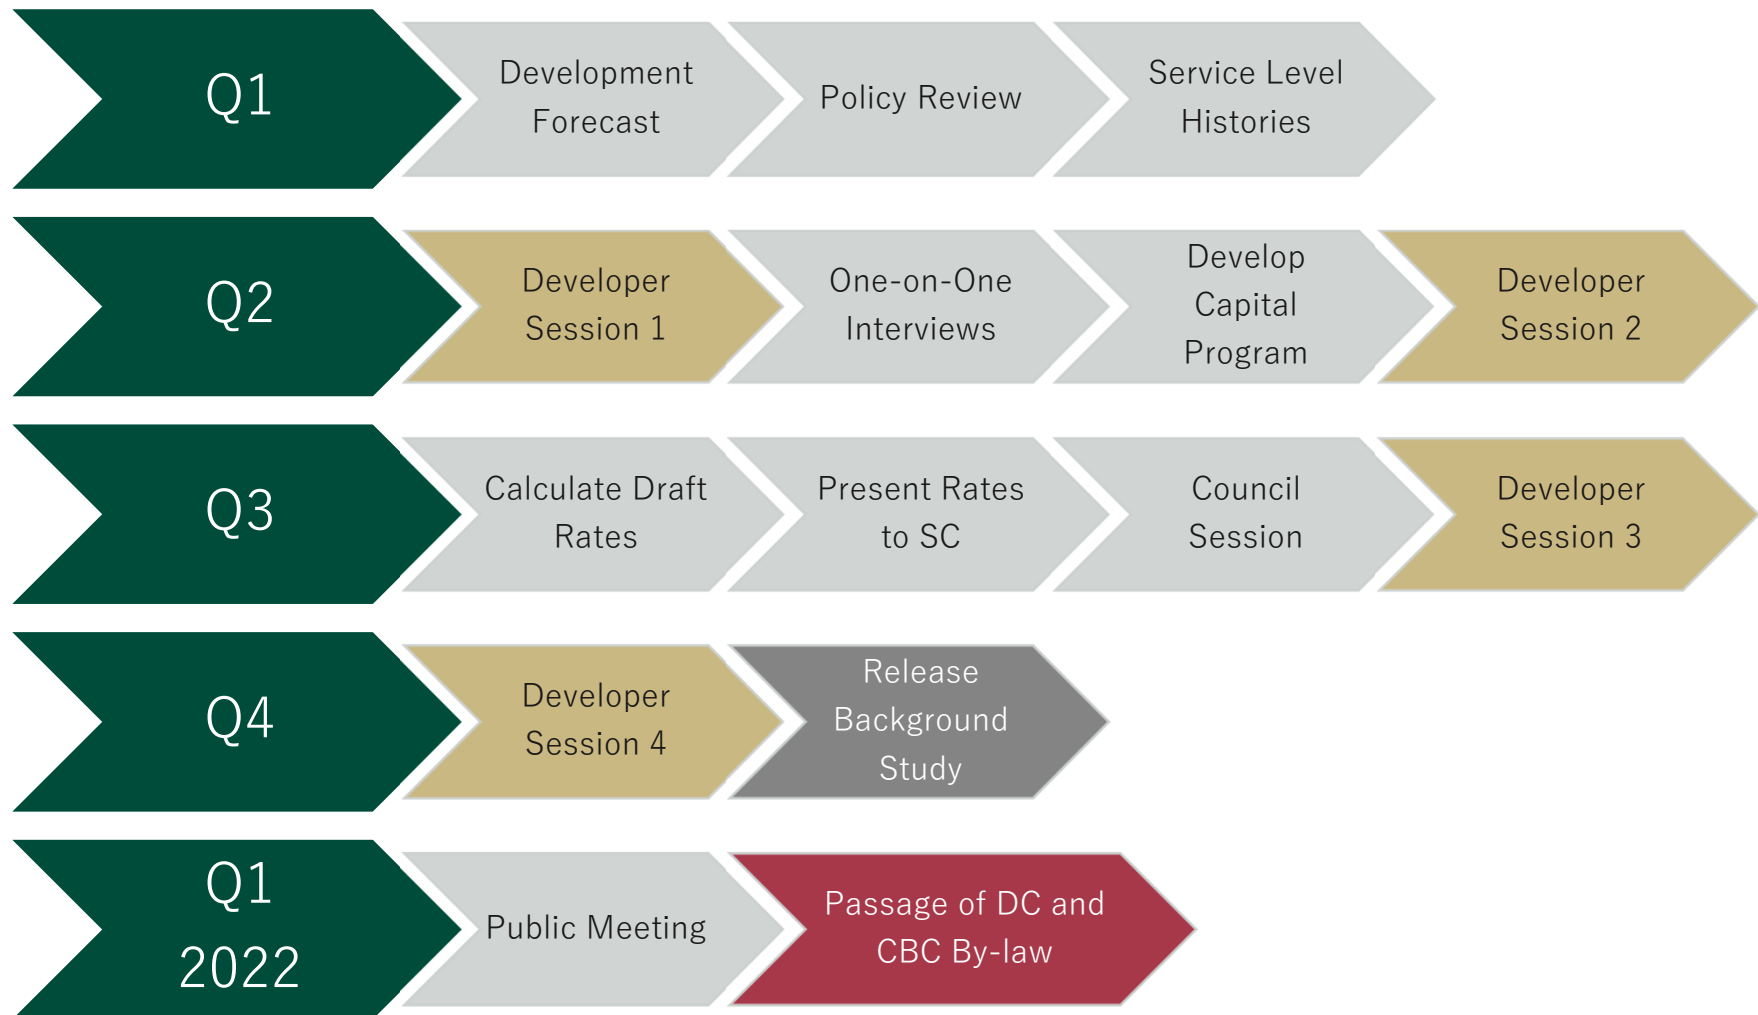 Q1
Development
Forecast
Policy Review
Service Level
Histories
Q2
Developer
Session 1
One-on-One
Interviews
Develop
Capital
Program
Developer
Session 2
Q3
Calculate Draft
Rates
Present Rates
to SC
Council
Session
Developer
Session 3
Q4
Developer
Session 4
Release
Background
Study
Q1
2022
Public Meeting
Passage of DC and
CBC By-law